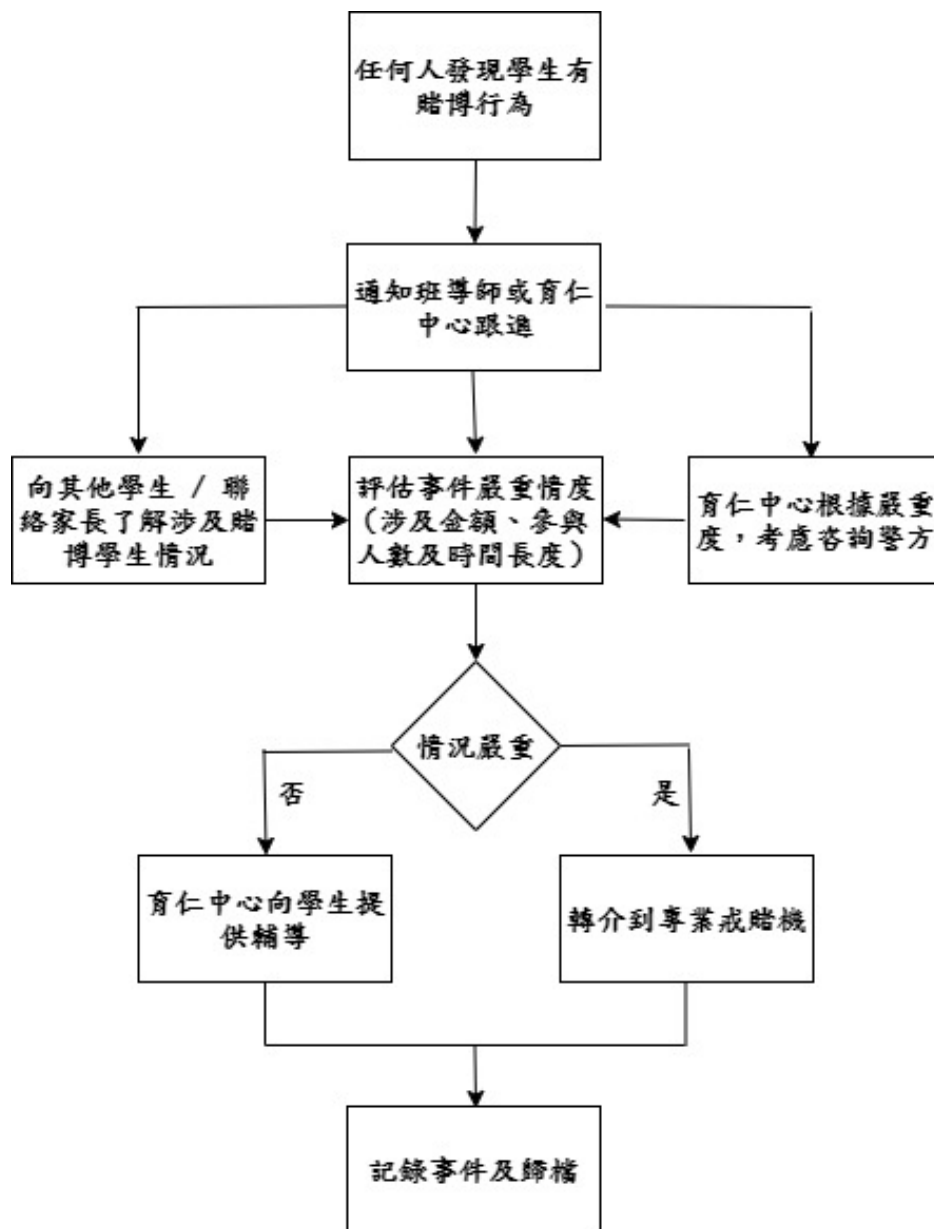 任何人發現學生有
賭博行為
通知班導師或育仁
中心跟進
向其他學生 / 聯
絡家長了解涉及賭
博學生情況
評估事件嚴重情度
（涉及金額、參與
人數及時間長度）
育仁中心根據嚴重
度，考慮咨詢警方
情況嚴重
否
是
育仁中心向學生提
供輔導
轉介到專業戒賭機
記錄事件及歸檔